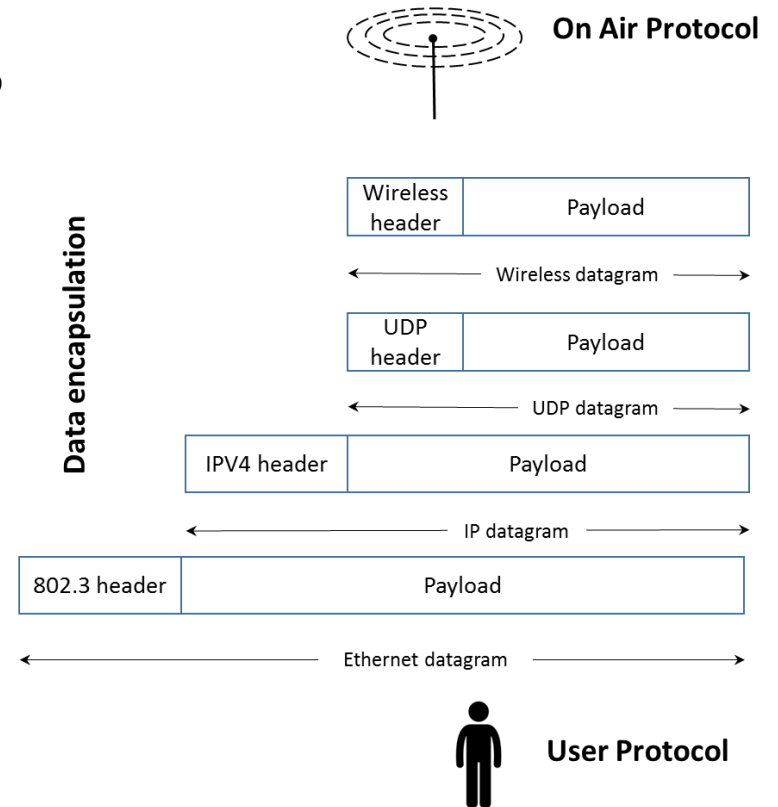 On Air Protocol
Wireless
header
Payload
Wireless datagram
UDP
header
Payload
UDP datagram
Data encapsulation
IPV4 header
Payload
IP datagram
802.3 header
Payload
Ethernet datagram
User Protocol